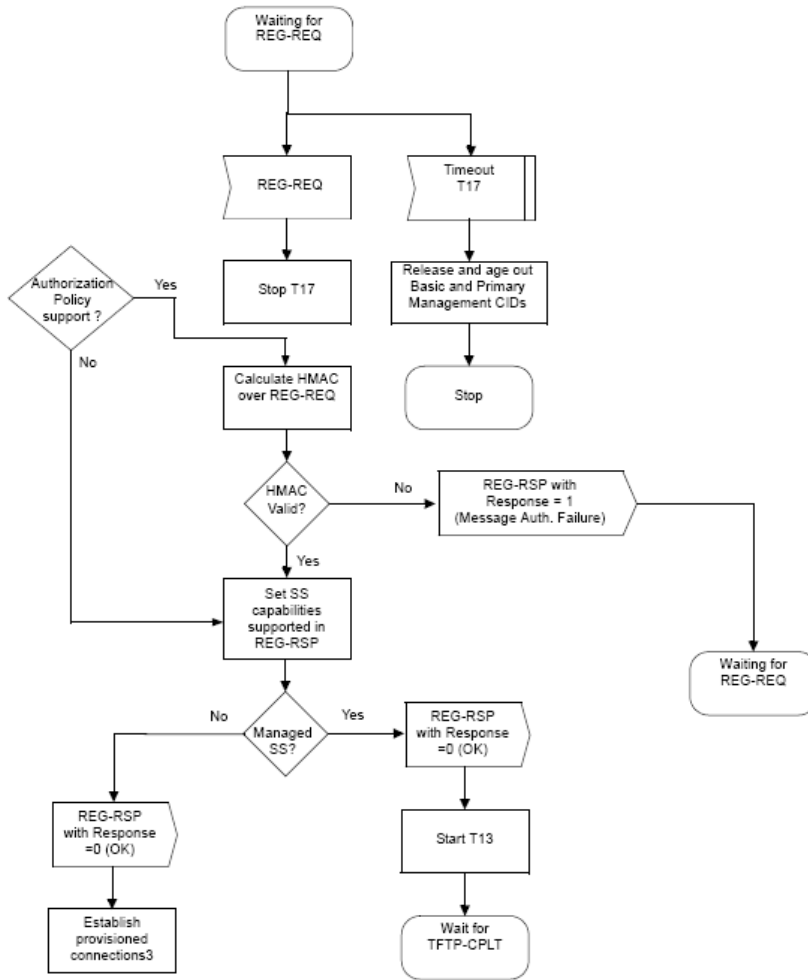 Waiting for
REG-REQ
REG-REQ
Timeout
T17
Stop T17
Release and age out
Basic and Primary
Management CIDs
Authorization
Policy
support ?
Yes
No
Calculate HMAC
over REG-REQ
Stop
HMAC
Valid?
No
REG-RSP with
Response = 1
(Message Auth. Failure)
Yes
Set SS
capabilities
supported in
REG-RSP
Waiting for
REG-REQ
No
Managed
SS?
Yes
REG-RSP
with Response
=0 (OK)
REG-RSP
with Response
=0 (OK)
Start T13
Establish
provisioned
connections3
Wait for
TFTP-CPLT